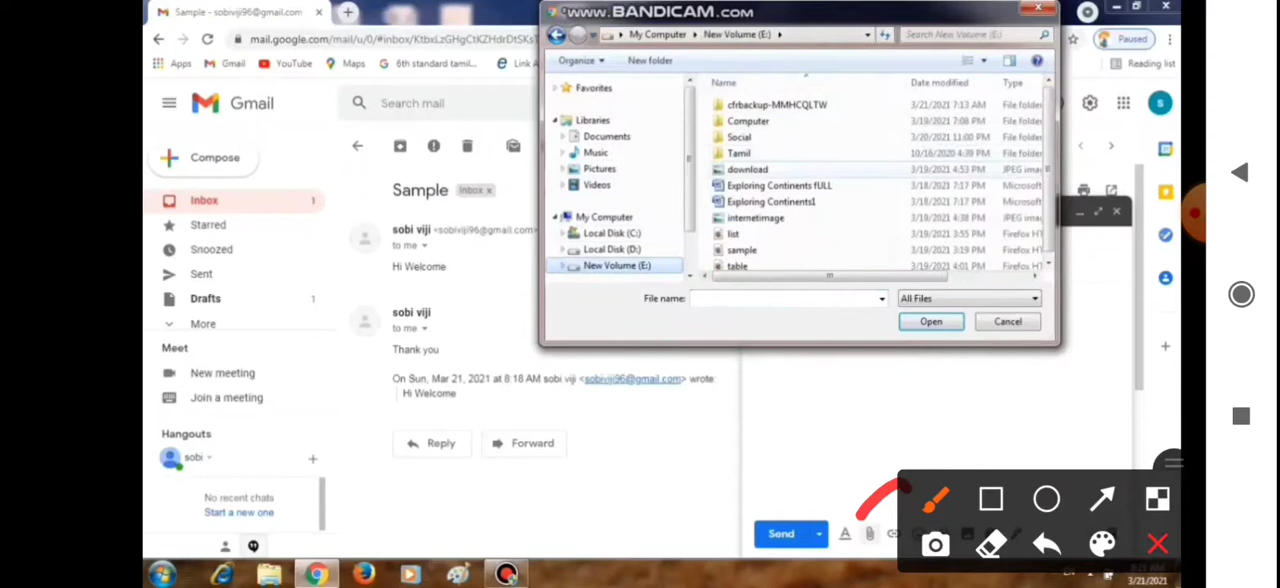 Sample - sobiviji96@gmail.com
www.BANDICAM.com
mail.google.com/mail/u/0/#inbox/KtbxLzGHgCtKZHdrDtSKsT
Paused
Apps Gmail YouTube Maps 6th standard tamil...
Reading list
My Computer New Volume (E:)
Search New Volume (E:)
Organize New folder
Gmail
Search mail
Compose
Inbox 1
Starred
Snoozed
Sent
Drafts 1
More
Meet
New meeting
Join a meeting
Hangouts
sobi
No recent chats
Start a new one
Sample Inbox x
sobi viji <sobiviji96@gmail.com>
to me
Hi Welcome
sobi viji
to me
Thank you
On Sun, Mar 21, 2021 at 8:18 AM sobi viji <sobiviji96@gmail.com> wrote:
Hi Welcome
Reply Forward
Favorites
Libraries
Documents
Music
Pictures
Videos
My Computer
Local Disk (C:)
Local Disk (D:)
New Volume (E:)
Name Date modified Type
cfrbackup-MMHCQLTW 3/21/2021 7:13 AM File folder
Computer 3/19/2021 7:08 PM File folder
Social 3/20/2021 11:00 PM File folder
Tamil 10/16/2020 4:39 PM File folder
download 3/19/2021 4:53 PM JPEG ima
Exploring Continents fULL 3/18/2021 7:17 PM Microsoft
Exploring Continents1 3/18/2021 7:17 PM Microsoft
internetimage 3/19/2021 4:38 PM JPEG ima
list 3/19/2021 3:55 PM Firefox HT
sample 3/19/2021 3:19 PM Firefox HT
table 3/19/2021 4:01 PM Firefox HT
File name: All Files
Open Cancel
Send
3/21/2021